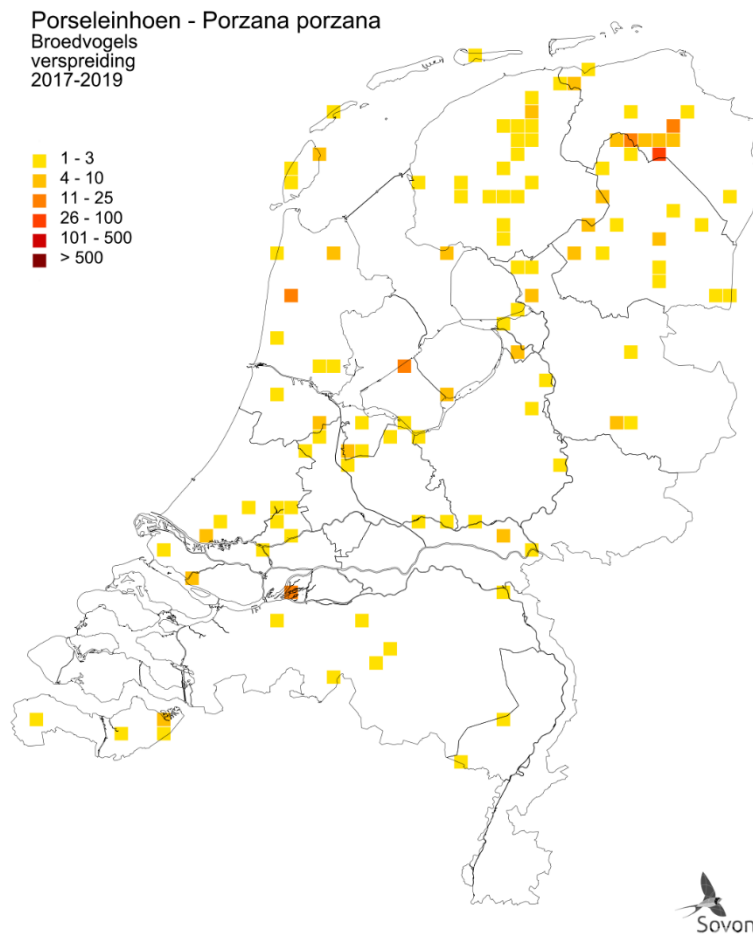 Porseleinhoen - Porzana porzana
Broedvogels
verspreiding
2017-2019
1 - 3
4 - 10
11 - 25
26 - 100
101 - 500
> 500
Sovon